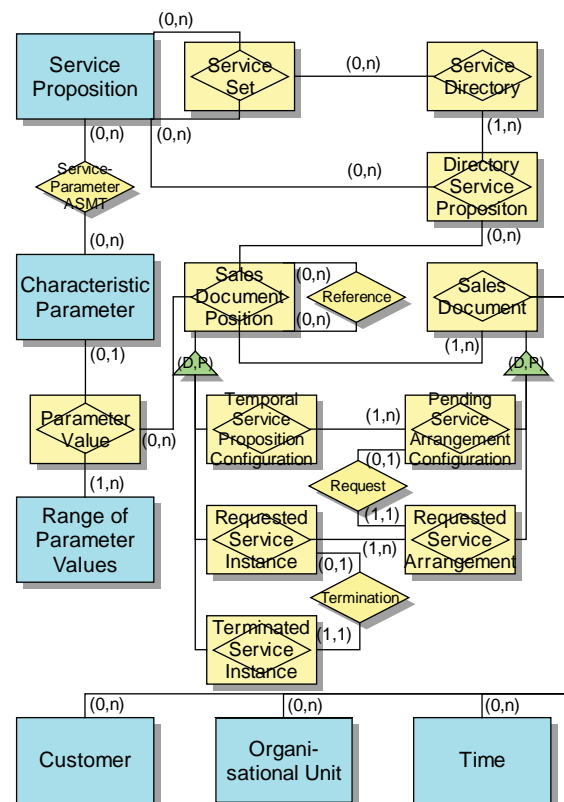 (0,n)
Service
Proposition
Service
Set
(0,n)
Service
Directory
(0,n)
(0,n)
(1,n)
Service-
Parameter
ASMT
(0,n)
Directory
Service
Propositon
(0,n)
(0,n)
Characteristic
Parameter
Sales
Document
Position
(0,n)
Reference
(0,n)
Sales
Document
(0,1)
(1,n)
(D,P)
(D,P)
Parameter
Value
(0,n)
Temporal
Service
Proposition
Configuration
(1,n)
Pending
Service
Arrangement
Configuration
(0,1)
Request
(1,n)
(1,1)
Range of
Parameter
Values
Requested
Service
Instance
(1,n)
Requested
Service
Arrangement
(0,1)
Termination
Terminated
Service
Instance
(1,1)
(0,n)
(0,n)
(0,n)
Customer
Organi-
sational Unit
Time